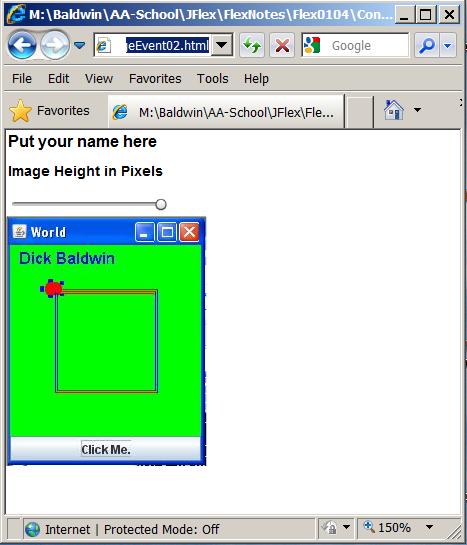 M:\Baldwin\AA-School\JFlex\FlexNotes\Flex0104\Con...
geEvent02.html
Google
File Edit View Favorites Tools Help
Favorites
M:\Baldwin\AA-School\JFlex\Fle...
Put your name here
Image Height in Pixels
World
Dick Baldwin
Click Me.
Internet | Protected Mode: Off
150%